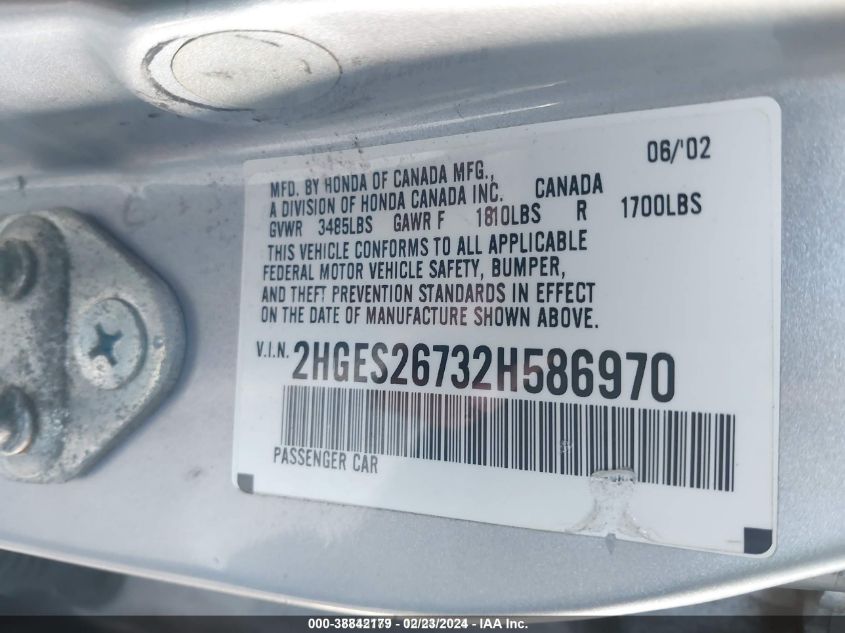 06/'02
MFD. BY HONDA OF CANADA MFG.,
A DIVISION OF HONDA CANADA INC. CANADA
GVWR 3485LBS GAWR F 1810LBS R 1700LBS
THIS VEHICLE CONFORMS TO ALL APPLICABLE
FEDERAL MOTOR VEHICLE SAFETY, BUMPER,
AND THEFT PREVENTION STANDARDS IN EFFECT
ON THE DATE OF MANUFACTURE SHOWN ABOVE.
V.I.N. 2HGES26732H586970
PASSENGER CAR
000-38842179 - 02/23/2024 - IAA Inc.